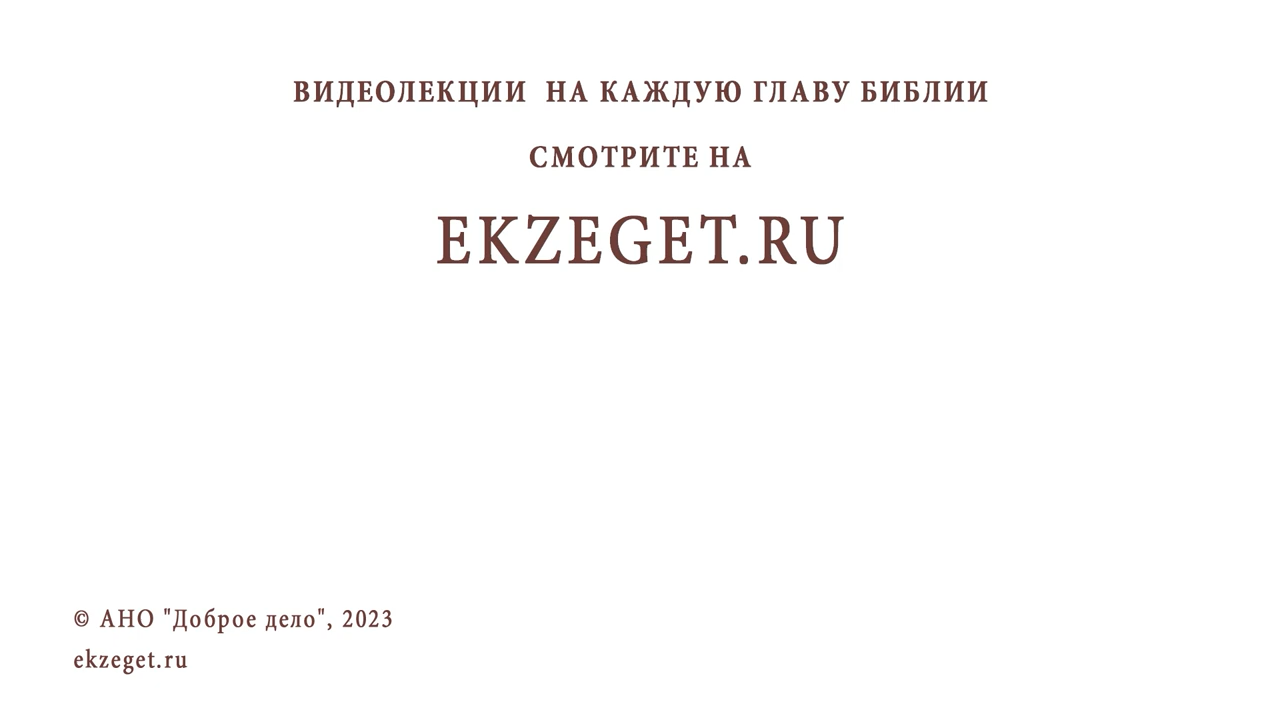 ВИДЕОЛЕКЦИИ НА КАЖДУЮ ГЛАВУ БИБЛИИ
СМОТРИТЕ НА
EKZEGET.RU
© АНО "Доброе дело", 2023
ekzeget.ru